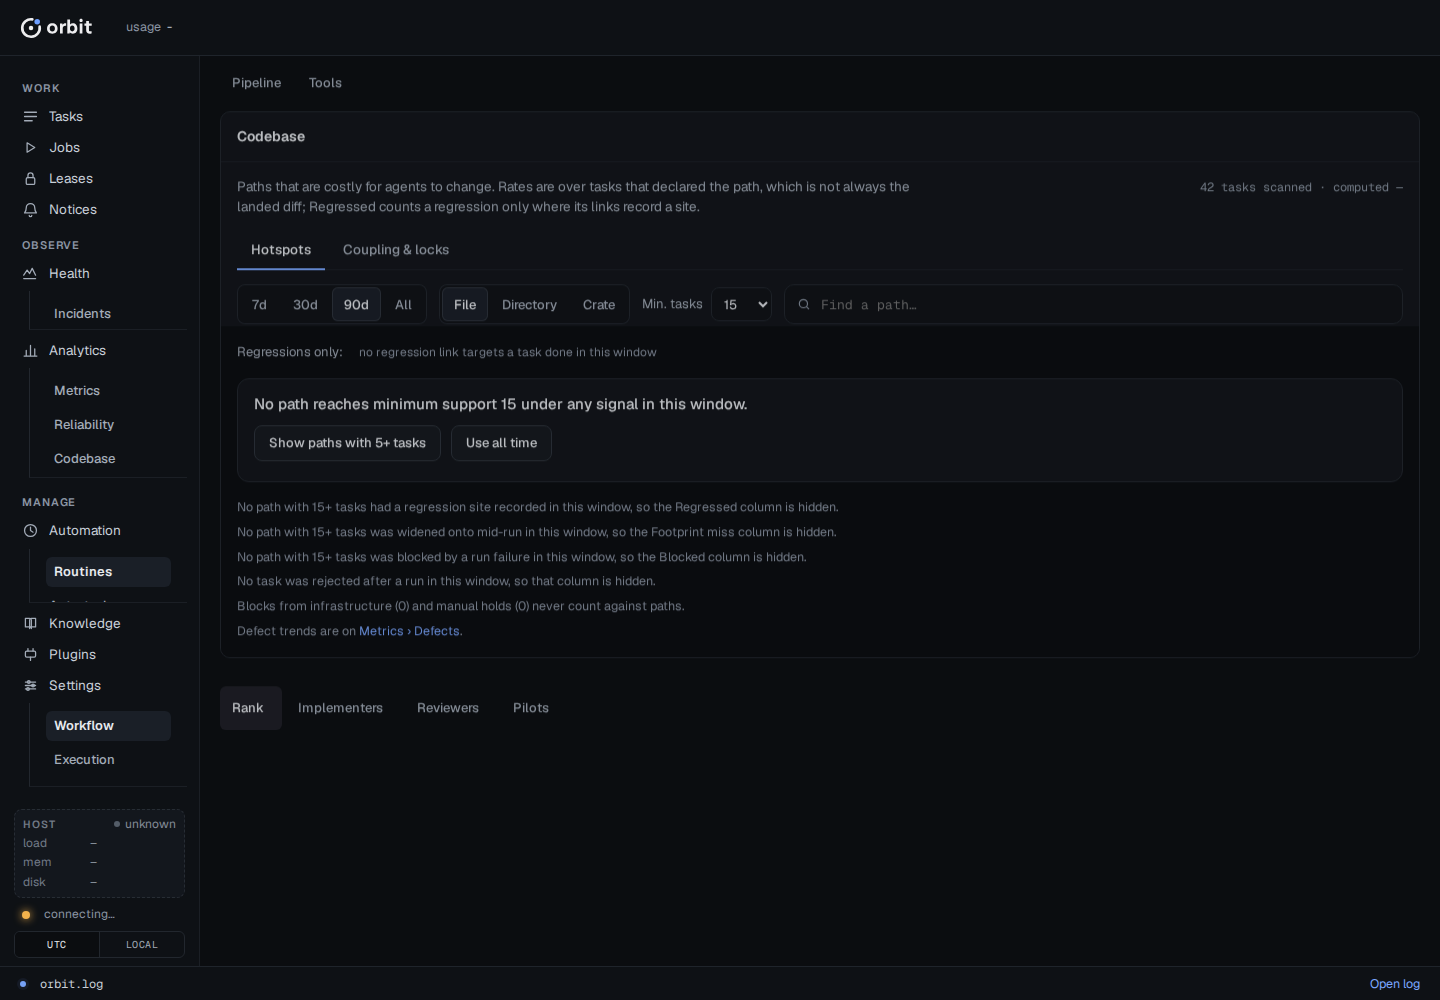 orbit
usage –
WORK
Tasks
Jobs
Leases
Notices
OBSERVE
Health
Incidents
Analytics
Metrics
Reliability
Codebase
MANAGE
Automation
Routines
Knowledge
Plugins
Settings
Workflow
Execution
HOST
unknown
load –
mem –
disk –
connecting…
UTC
LOCAL
Pipeline
Tools
Codebase
Paths that are costly for agents to change. Rates are over tasks that declared the path, which is not always the
landed diff; Regressed counts a regression only where its links record a site.
42 tasks scanned · computed —
Hotspots
Coupling & locks
7d 30d 90d All
File Directory Crate
Min. tasks 15
Find a path…
Regressions only: no regression link targets a task done in this window
No path reaches minimum support 15 under any signal in this window.
Show paths with 5+ tasks
Use all time
No path with 15+ tasks had a regression site recorded in this window, so the Regressed column is hidden.
No path with 15+ tasks was widened onto mid-run in this window, so the Footprint miss column is hidden.
No path with 15+ tasks was blocked by a run failure in this window, so the Blocked column is hidden.
No task was rejected after a run in this window, so that column is hidden.
Blocks from infrastructure (0) and manual holds (0) never count against paths.
Defect trends are on Metrics › Defects.
Rank
Implementers
Reviewers
Pilots
orbit.log
Open log